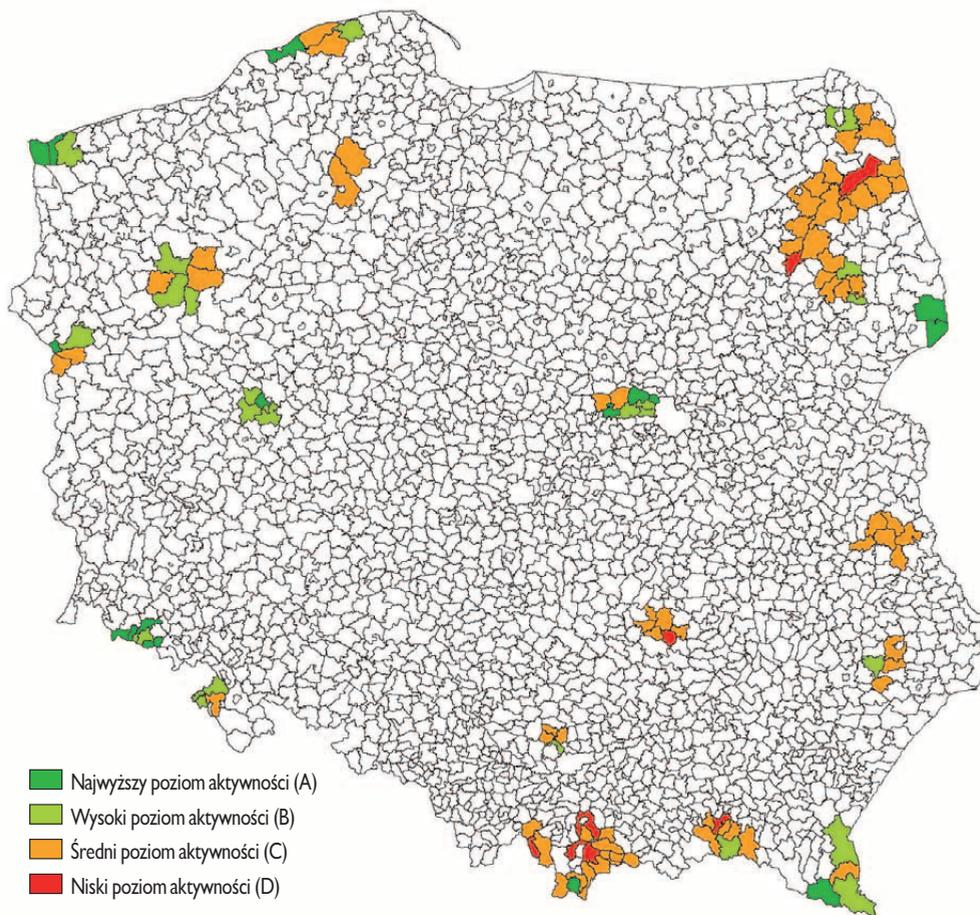 Najwyższy poziom aktywności (A)
Wysoki poziom aktywności (B)
Średni poziom aktywności (C)
Niski poziom aktywności (D)